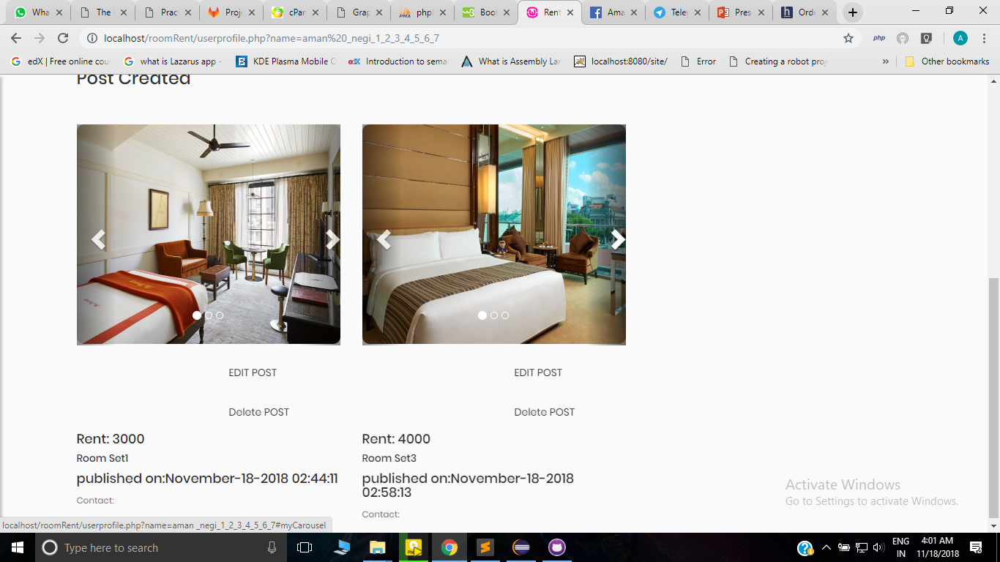 Wha
The
Prac
Proje
cPar
Grap
phpl
Boot
Rent
Ama
Tele
Pres
Orde
localhost/roomRent/userprofile.php?name=aman%20_negi_1_2_3_4_5_6_7
php
A
edX | Free online cou
what is Lazarus app -
KDE Plasma Mobile C
Introduction to sema
What is Assembly Lan
localhost:8080/site/
Error
Creating a robot proj
»
Other bookmarks
Post Created
EDIT POST
EDIT POST
Delete POST
Delete POST
Rent: 3000
Room Set1
published on:November-18-2018 02:44:11
Contact:
Rent: 4000
Room Set3
published on:November-18-2018
02:58:13
Contact:
Activate Windows
Go to Settings to activate Windows.
localhost/roomRent/userprofile.php?name=aman _negi_1_2_3_4_5_6_7#myCarousel
Type here to search
ENG
IN
4:01 AM
11/18/2018